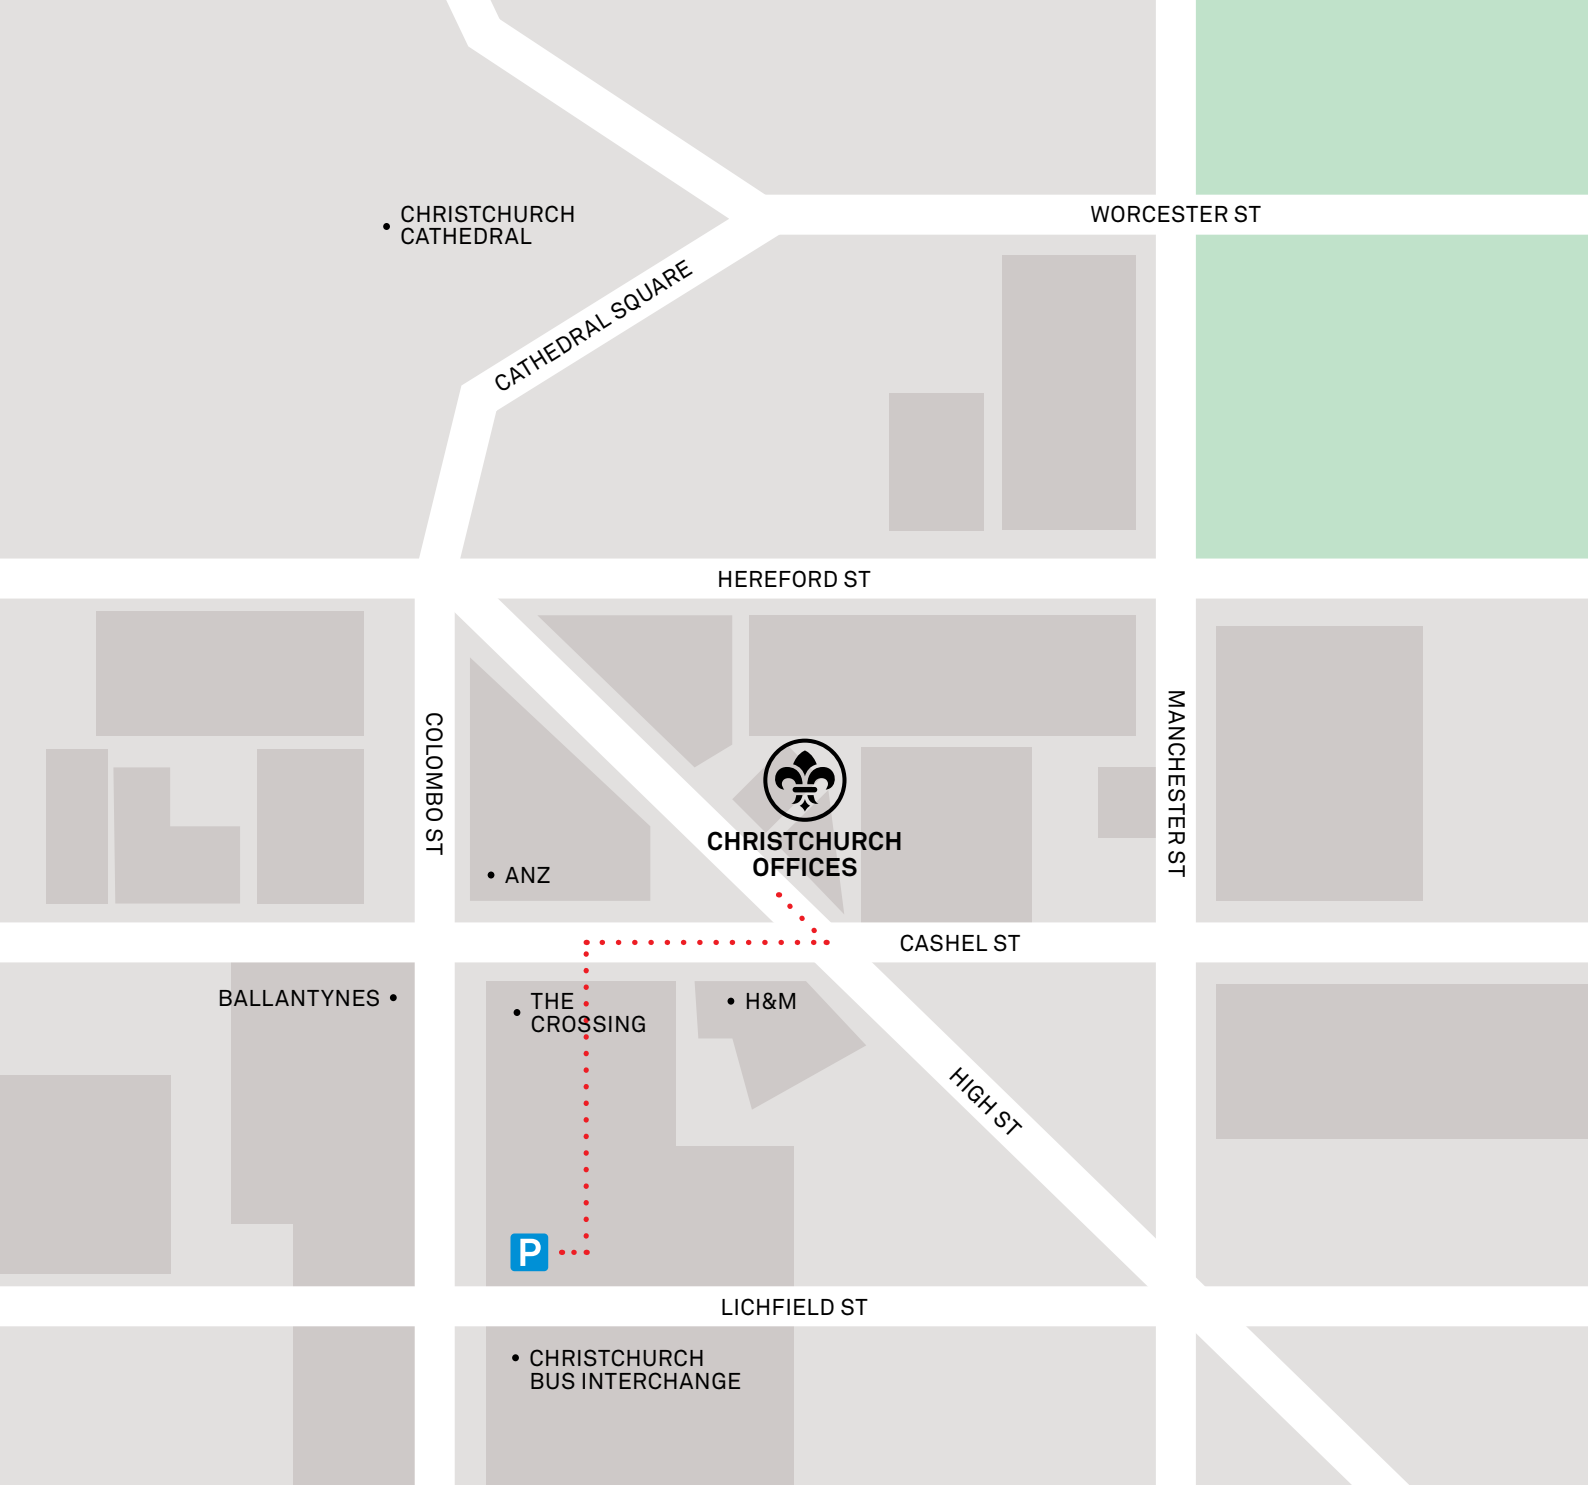 CHRISTCHURCH
CATHEDRAL
WORCESTER ST
CATHEDRAL SQUARE
HEREFORD ST
COLOMBO ST
MANCHESTER ST
CHRISTCHURCH
OFFICES
ANZ
CASHEL ST
BALLANTYNES
THE
CROSSING
H&M
HIGH ST
P
LICHFIELD ST
CHRISTCHURCH
BUS INTERCHANGE